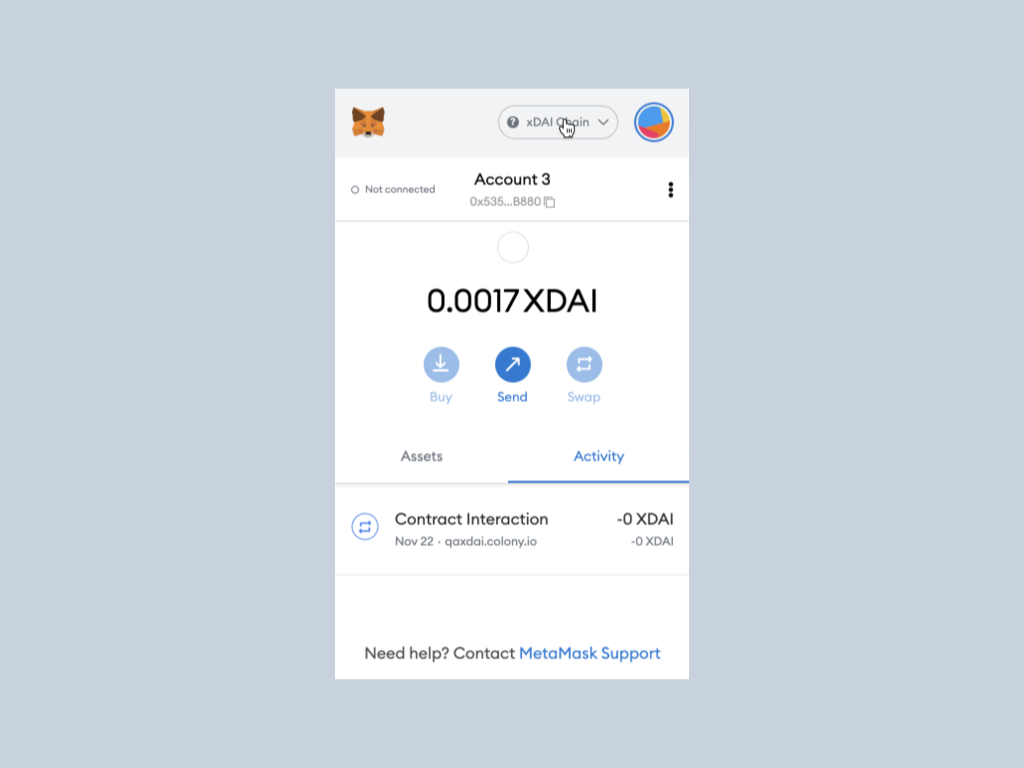 xDAI Chain
Not connected
Account 3
0x535...B880
0.0017 XDAI
Buy
Send
Swap
Assets
Activity
Contract Interaction
-0 XDAI
Nov 22 · qaxdai.colony.io
-0 XDAI
Need help? Contact MetaMask Support